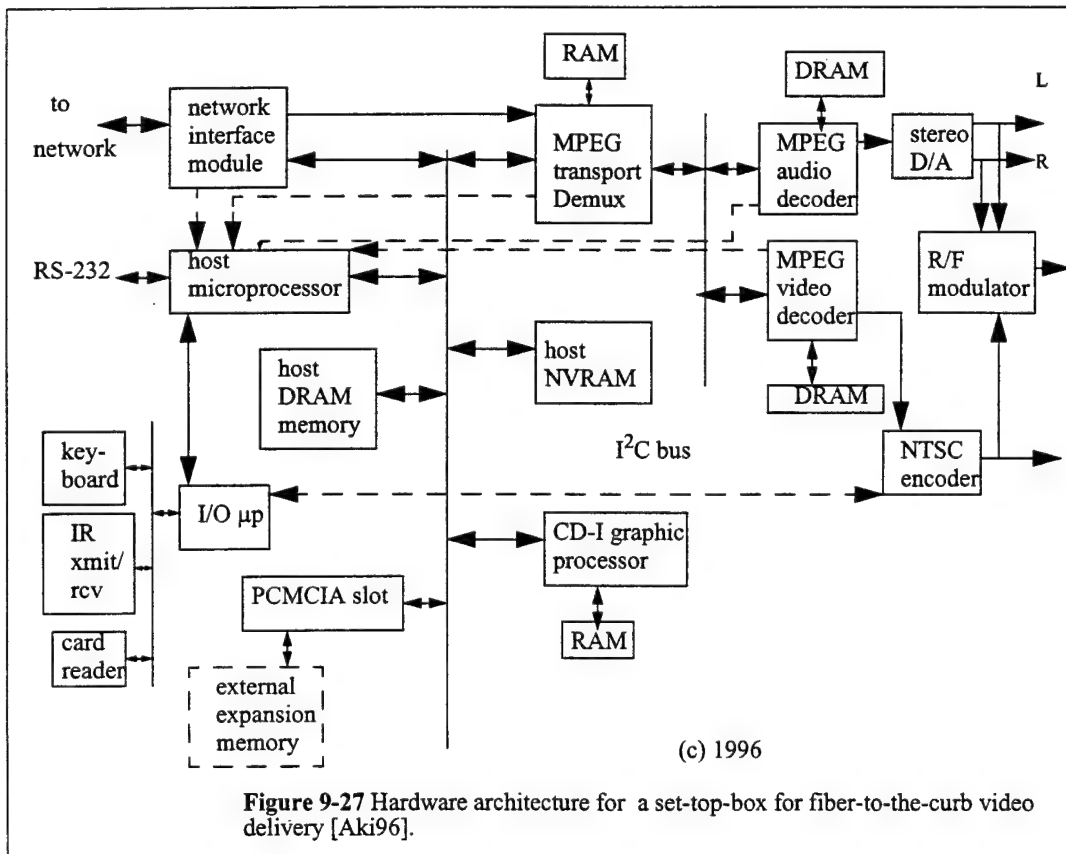 RAM
DRAM
L
to
network
network
interface
module
MPEG
transport
Demux
MPEG
audio
decoder
stereo
D/A
R
RS-232
host
microprocessor
MPEG
video
decoder
R/F
modulator
host
DRAM
memory
host
NVRAM
DRAM
key-
board
I/O µp
I²C bus
NTSC
encoder
IR
xmit/
rcv
CD-I graphic
processor
PCMCIA slot
RAM
card
reader
external
expansion
memory
(c) 1996
Figure 9-27 Hardware architecture for a set-top-box for fiber-to-the-curb video
delivery [Aki96].